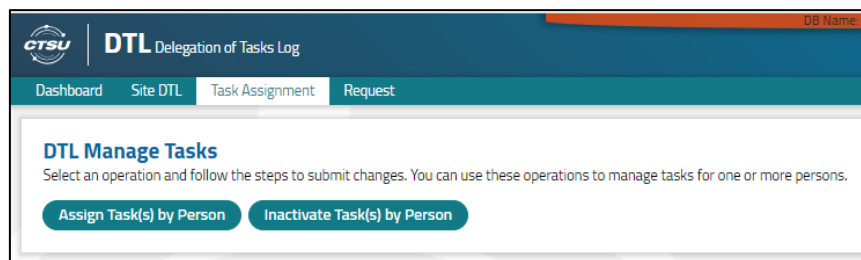 DB Name:
CTSU DTL Delegation of Tasks Log
Dashboard Site DTL Task Assignment Request
DTL Manage Tasks
Select an operation and follow the steps to submit changes. You can use these operations to manage tasks for one or more persons.
Assign Task(s) by Person Inactivate Task(s) by Person